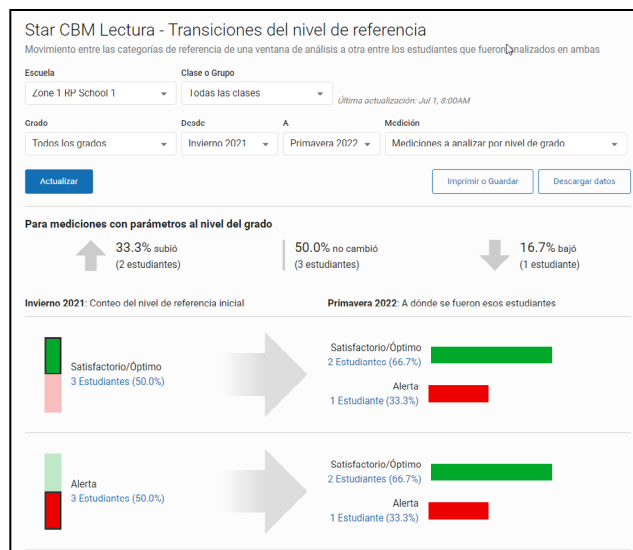 Star CBM Lectura - Transiciones del nivel de referencia
Movimiento entre las categorías de referencia de una ventana de análisis a otra entre los estudiantes que fueron analizados en ambas
Escuela Clase o Grupo
Zone 1 RP School 1 Todas las clases
Última actualización: Jul 1, 8:00AM
Grado Desde A Medición
Todos los grados Invierno 2021 Primavera 2022 Mediciones a analizar por nivel de grado
Actualizar Imprimir o Guardar Descargar datos
Para mediciones con parámetros al nivel del grado
33.3% subió 50.0% no cambió 16.7% bajó
(2 estudiantes) (3 estudiantes) (1 estudiante)
Invierno 2021: Conteo del nivel de referencia inicial Primavera 2022: A dónde se fueron esos estudiantes
Satisfactorio/Óptimo
2 Estudiantes (66.7%)
Satisfactorio/Óptimo
3 Estudiantes (50.0%)
Alerta
1 Estudiante (33.3%)
Satisfactorio/Óptimo
2 Estudiantes (66.7%)
Alerta
3 Estudiantes (50.0%)
Alerta
1 Estudiante (33.3%)